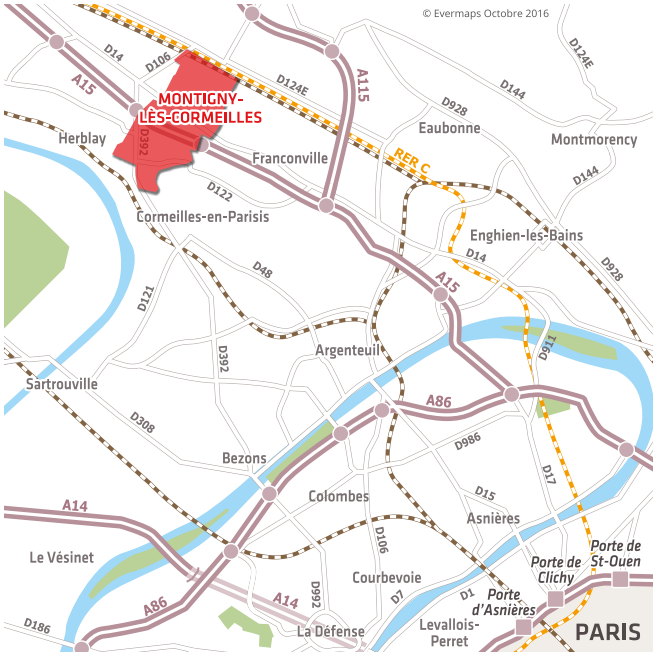 © Evermaps Octobre 2016
D14
D106
D124E
A15
D124E
A115
D144
MONTIGNY-
LÈS-CORMEILLES
D928
Eaubonne
Montmorency
Herblay
D392
Franconville
RER C
D144
D122
Cormeilles-en-Parisis
Enghien-les-Bains
D14
D48
A15
D928
D121
D392
Argenteuil
D911
Sartrouville
A86
D308
D986
Bezons
D17
A14
Colombes
D15
Asnières
D106
Le Vésinet
Courbevoie
Porte de
St-Ouen
Porte de
Clichy
A86
A14
D992
D7
D1
Porte
d'Asnières
D186
La Défense
Levallois-
Perret
PARIS